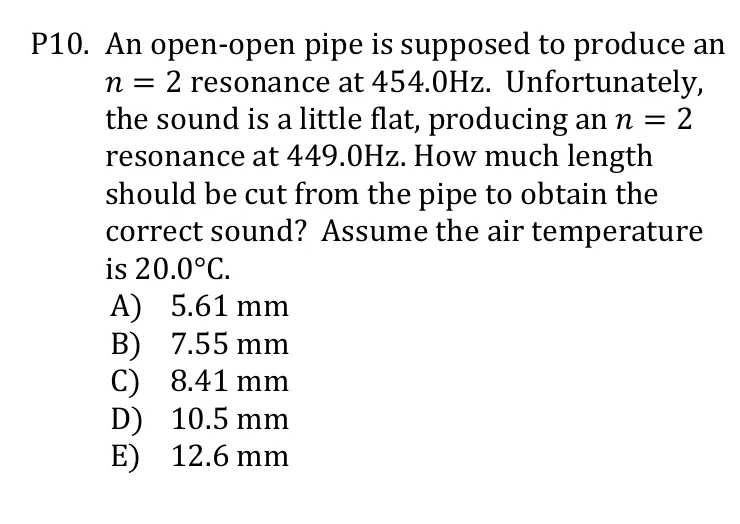 P10. An open-open pipe is supposed to produce an
n = 2 resonance at 454.0Hz. Unfortunately,
the sound is a little flat, producing an n = 2
resonance at 449.0Hz. How much length
should be cut from the pipe to obtain the
correct sound? Assume the air temperature
is 20.0°C.
A) 5.61 mm
B) 7.55 mm
C) 8.41 mm
D) 10.5 mm
E) 12.6 mm